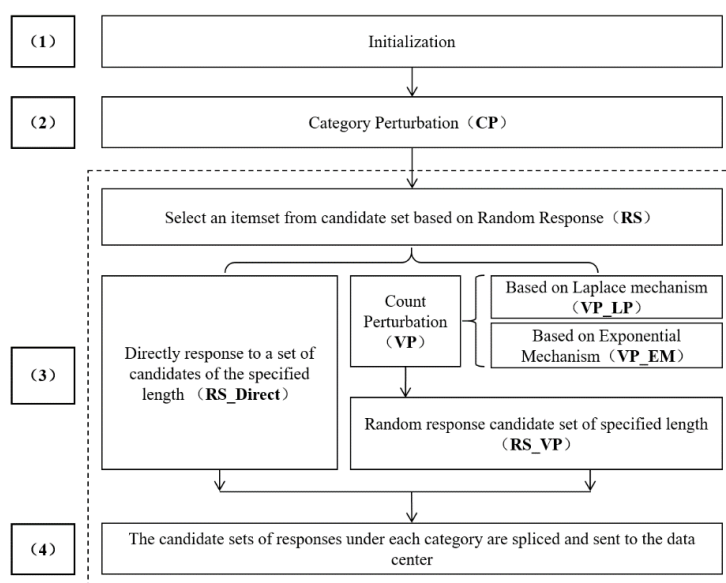 （1）
Initialization
（2）
Category Perturbation（CP）
Select an itemset from candidate set based on Random Response（RS）
（3）
Directly response to a set of
candidates of the specified
length （RS_Direct）
Count
Perturbation
（VP）
Based on Laplace mechanism
（VP_LP）
Based on Exponential
Mechanism（VP_EM）
Random response candidate set of specified length
（RS_VP）
（4）
The candidate sets of responses under each category are spliced and sent to the data
center